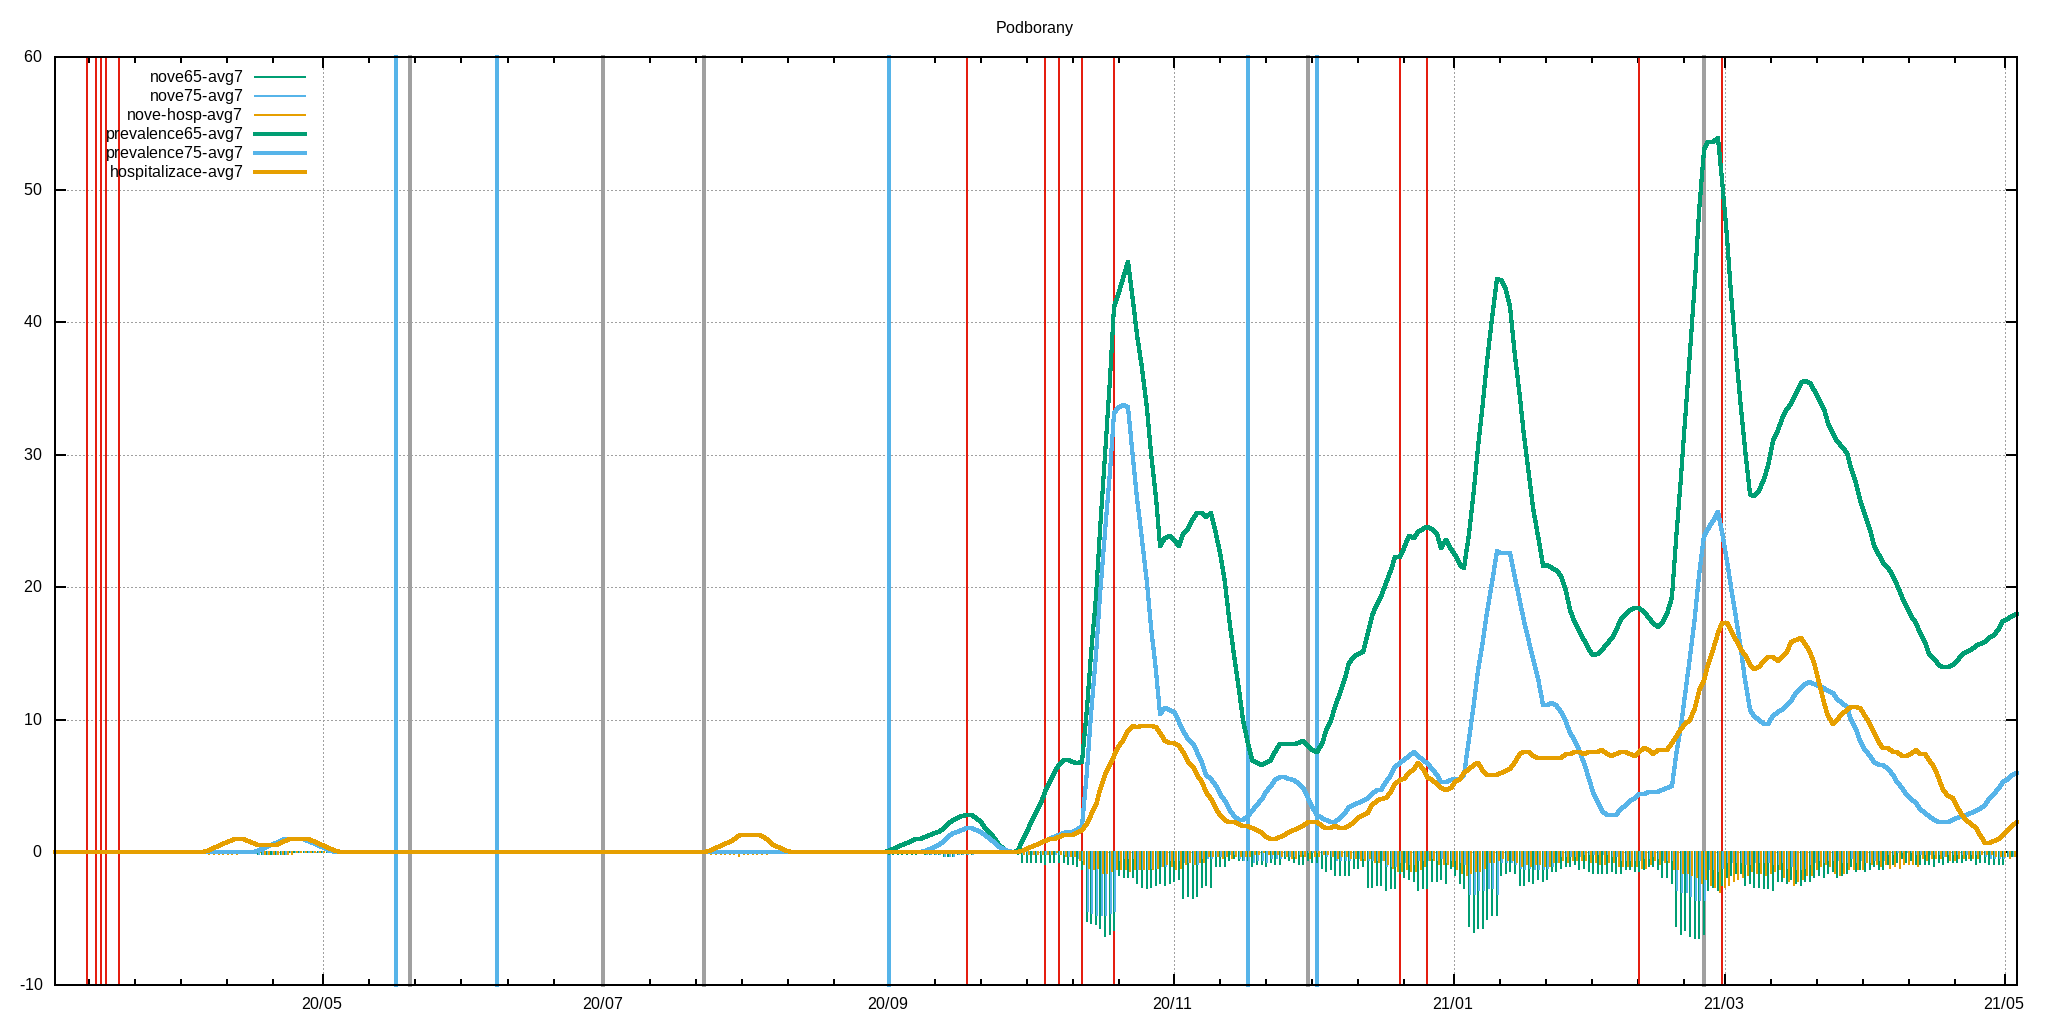 Podborany
60
50
40
30
20
10
0
-10
nove65-avg7
nove75-avg7
nove-hosp-avg7
prevalence65-avg7
prevalence75-avg7
hospitalizace-avg7
20/05
20/07
20/09
20/11
21/01
21/03
21/05